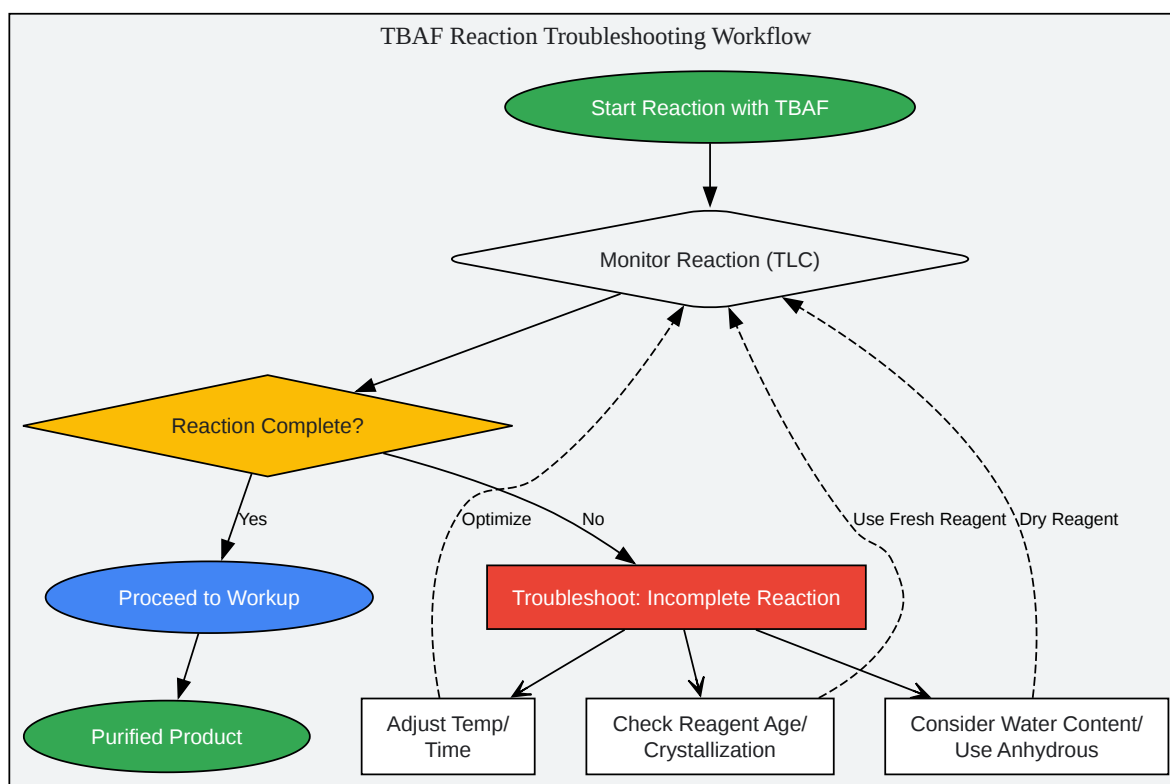 TBAF Reaction Troubleshooting Workflow
Start Reaction with TBAF
Monitor Reaction (TLC)
Reaction Complete?
Yes
Optimize
No
Use Fresh Reagent
Dry Reagent
Proceed to Workup
Troubleshoot: Incomplete Reaction
Purified Product
Adjust Temp/
Time
Check Reagent Age/
Crystallization
Consider Water Content/
Use Anhydrous